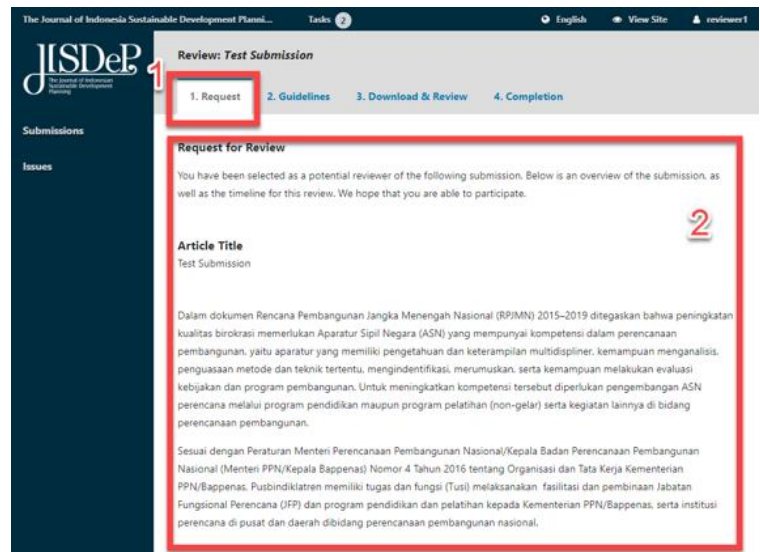 The Journal of Indonesia Sustainable Development Planni... Tasks 2 English View Site reviewer1
JISDeP
The Journal of Indonesian
Sustainable Development
Planning
1
Review: Test Submission
1. Request 2. Guidelines 3. Download & Review 4. Completion
Submissions
Issues
Request for Review
You have been selected as a potential reviewer of the following submission. Below is an overview of the submission, as
well as the timeline for this review. We hope that you are able to participate.
2
Article Title
Test Submission
Dalam dokumen Rencana Pembangunan Jangka Menengah Nasional (RPJMN) 2015–2019 ditegaskan bahwa peningkatan
kualitas birokrasi memerlukan Aparatur Sipil Negara (ASN) yang mempunyai kompetensi dalam perencanaan
pembangunan, yaitu aparatur yang memiliki pengetahuan dan keterampilan multidispliner, kemampuan menganalisis,
penguasaan metode dan teknik tertentu, mengindentifikasi, merumuskan, serta kemampuan melakukan evaluasi
kebijakan dan program pembangunan. Untuk meningkatkan kompetensi tersebut diperlukan pengembangan ASN
perencana melalui program pendidikan maupun program pelatihan (non-gelar) serta kegiatan lainnya di bidang
perencanaan pembangunan.
Sesuai dengan Peraturan Menteri Perencanaan Pembangunan Nasional/Kepala Badan Perencanaan Pembangunan
Nasional (Menteri PPN/Kepala Bappenas) Nomor 4 Tahun 2016 tentang Organisasi dan Tata Kerja Kementerian
PPN/Bappenas, Pusbindiklatren memiliki tugas dan fungsi (Tusi) melaksanakan fasilitasi dan pembinaan Jabatan
Fungsional Perencana (JFP) dan program pendidikan dan pelatihan kepada Kementerian PPN/Bappenas, serta institusi
perencana di pusat dan daerah dibidang perencanaan pembangunan nasional.